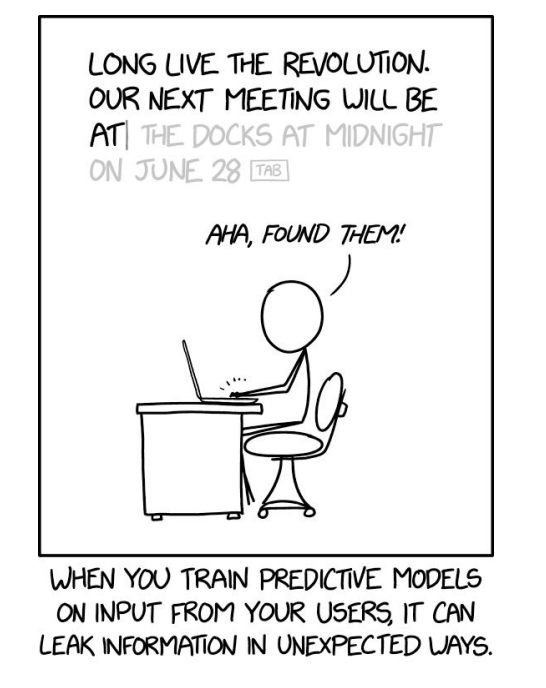 LONG LIVE THE REVOLUTION.
OUR NEXT MEETING WILL BE
AT| THE DOCKS AT MIDNIGHT
ON JUNE 28 TAB
AHA, FOUND THEM!
WHEN YOU TRAIN PREDICTIVE MODELS
ON INPUT FROM YOUR USERS, IT CAN
LEAK INFORMATION IN UNEXPECTED WAYS.